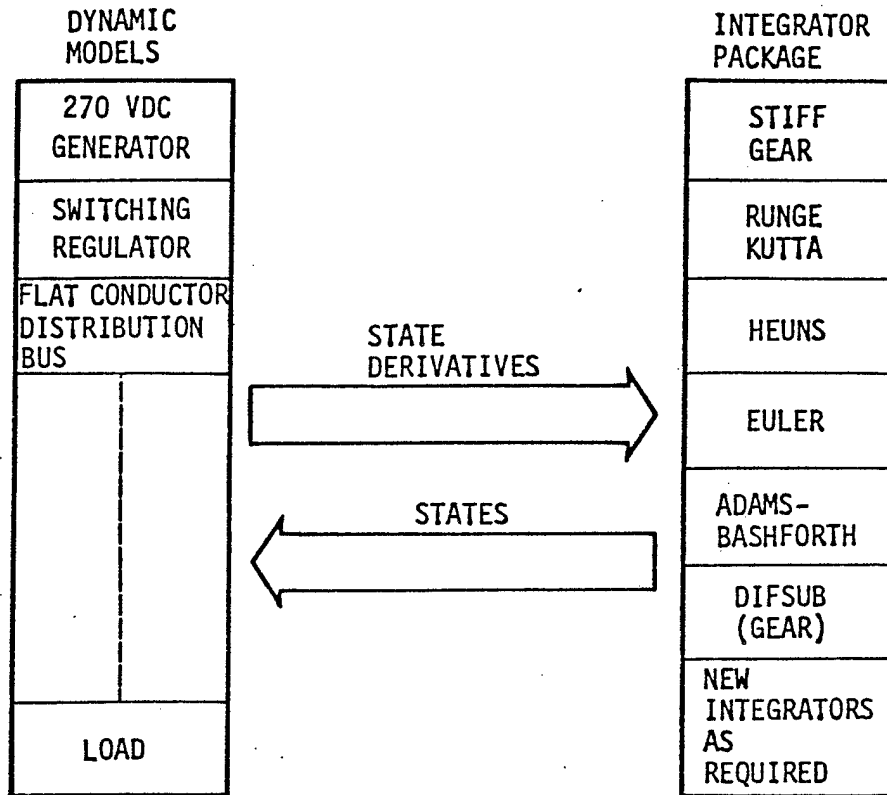 DYNAMIC
MODELS
270 VDC
GENERATOR
SWITCHING
REGULATOR
FLAT CONDUCTOR
DISTRIBUTION
BUS
LOAD
STATE
DERIVATIVES
STATES
INTEGRATOR
PACKAGE
STIFF
GEAR
RUNGE
KUTTA
HEUNS
EULER
ADAMS-
BASHFORTH
DIFSUB
(GEAR)
NEW
INTEGRATORS
AS
REQUIRED